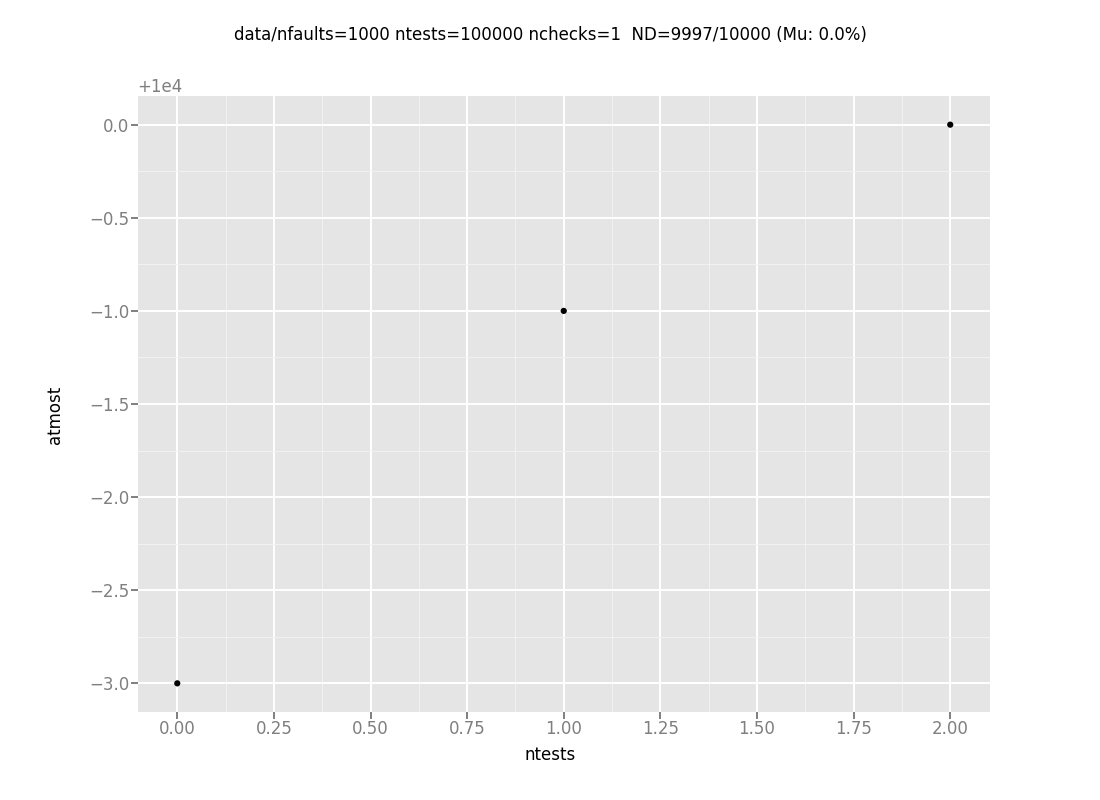 data/nfaults=1000 ntests=100000 nchecks=1  ND=9997/10000 (Mu: 0.0%)
+1e4
0.0
−0.5
−1.0
−1.5
−2.0
−2.5
−3.0
atmost
0.00 0.25 0.50 0.75 1.00 1.25 1.50 1.75 2.00
ntests